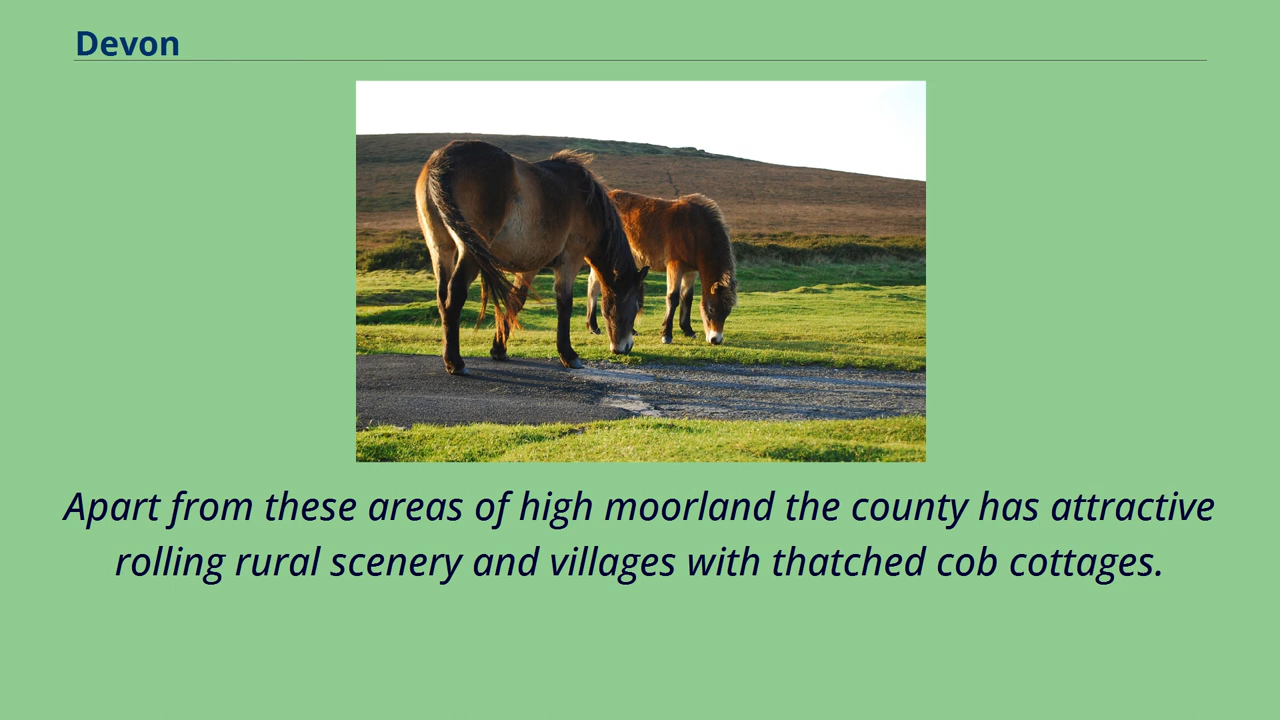 Devon
Apart from these areas of high moorland the county has attractive
rolling rural scenery and villages with thatched cob cottages.